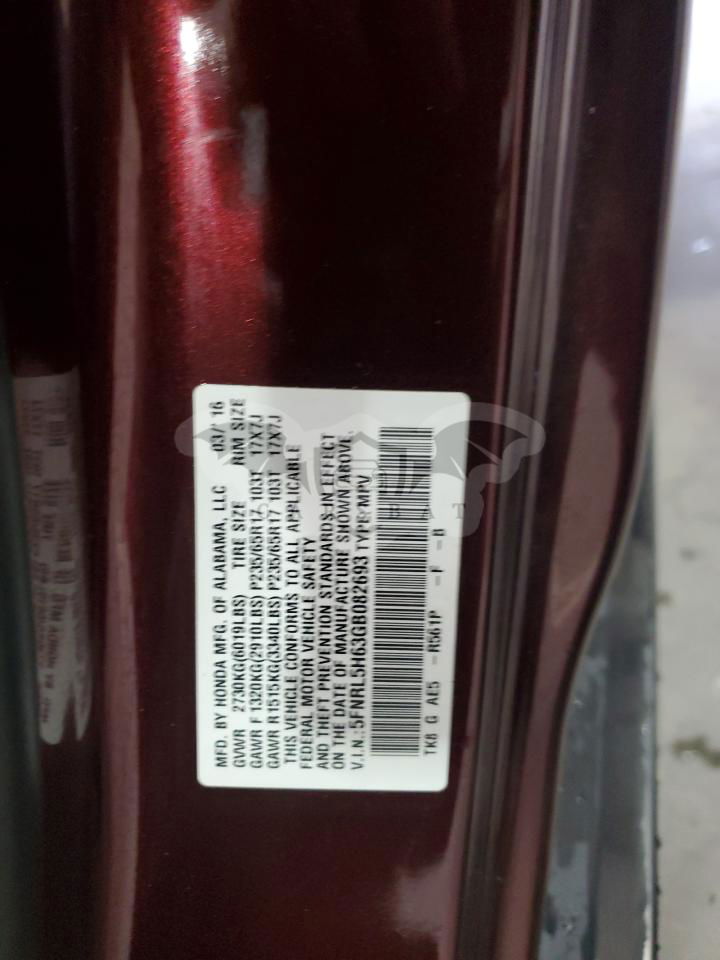 MFD. BY HONDA MFG. OF ALABAMA, LLC 03/ 16
GVWR 2730KG(6019LBS) TIRE SIZE RIM SIZE
GAWR F 1320KG(2910LBS) P235/65R17 103T 17X7J
GAWR R 1515KG(3340LBS) P235/65R17 103T 17X7J
THIS VEHICLE CONFORMS TO ALL APPLICABLE
FEDERAL MOTOR VEHICLE SAFETY
AND THEFT PREVENTION STANDARDS IN EFFECT
ON THE DATE OF MANUFACTURE SHOWN ABOVE.
V.I.N.:5FNRL5H63GB082693 TYPE:MPV
TK8 G AE5 -R561P -F -B